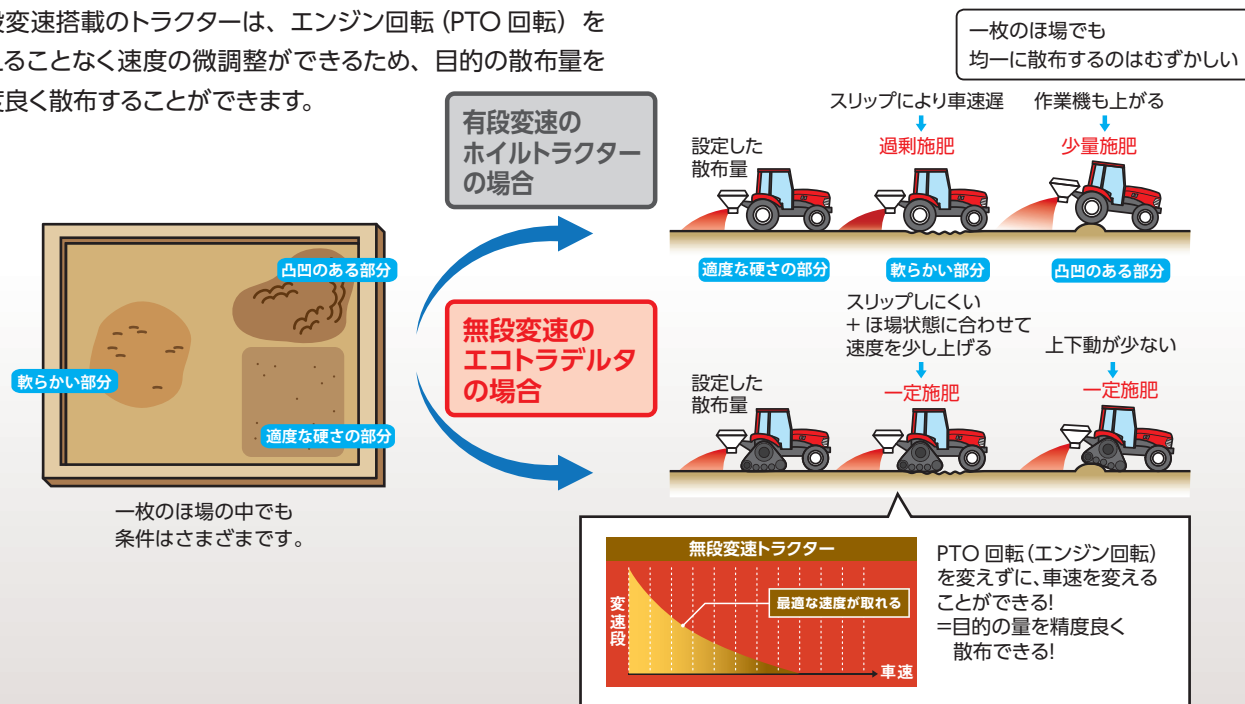 段変速搭載のトラクターは、エンジン回転 (PTO 回転) を
えることなく速度の微調整ができるため、目的の散布量を
度良く散布することができます。
一枚のほ場でも
均一に散布するのはむずかしい
有段変速の
ホイルトラクター
の場合
設定した
散布量
スリップにより車速遅
過剰施肥
作業機も上がる
少量施肥
適度な硬さの部分
軟らかい部分
凸凹のある部分
凸凹のある部分
軟らかい部分
適度な硬さの部分
一枚のほ場の中でも
条件はさまざまです。
無段変速の
エコトラデルタ
の場合
設定した
散布量
スリップしにくい
+ ほ場状態に合わせて
速度を少し上げる
一定施肥
上下動が少ない
一定施肥
無段変速トラクター
変速段
最適な速度が取れる
車速
PTO 回転(エンジン回転)
を変えずに、車速を変える
ことができる!
=目的の量を精度良く
散布できる!